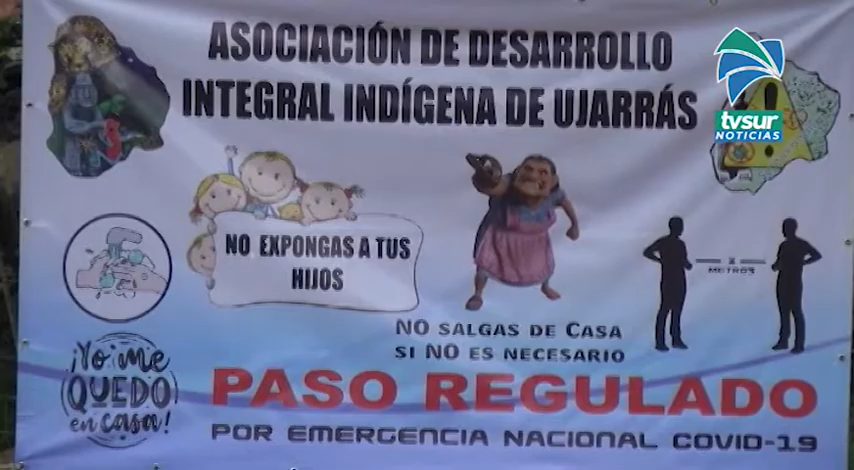 ASOCIACIÓN DE DESARROLLO
INTEGRAL INDÍGENA DE UJARRÁS
tvsur
NOTICIAS
NO EXPONGAS A TUS
HIJOS
2
METROS
NO SALGAS DE CASA
SI NO ES NECESARIO
¡Yo me
QUEDO
en casa!
PASO REGULADO
POR EMERGENCIA NACIONAL COVID-19